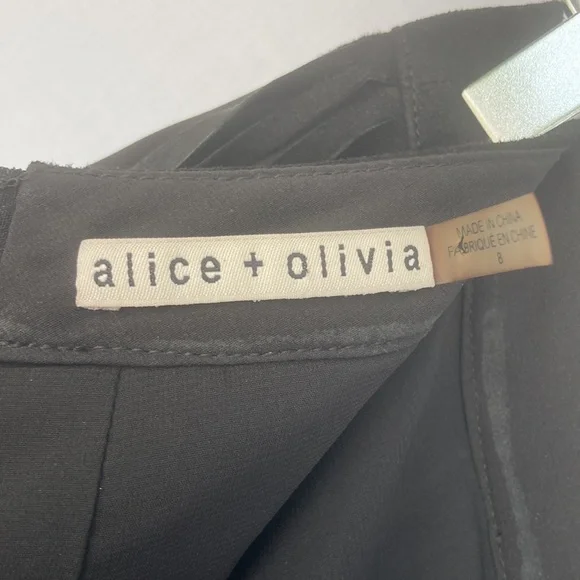 alice + olivia
MADE IN CHINA
FABRIQUÉ EN CHINE
8